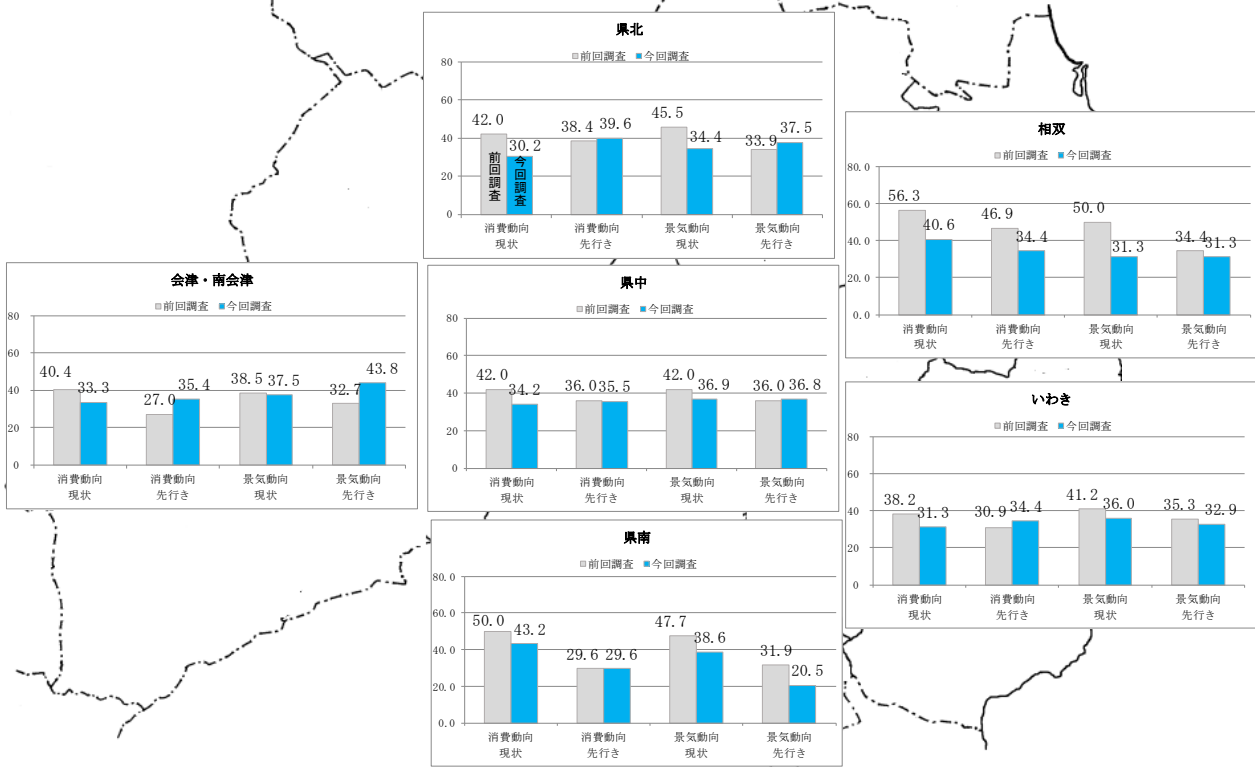 県北
前回調査 今回調査
80
60
40
20
0
42.0 30.2 38.4 39.6 45.5 34.4 33.9 37.5
前回調査
今回調査
消費動向 消費動向 景気動向 景気動向
現状 先行き 現状 先行き
相双
前回調査 今回調査
80.0
60.0
40.0
20.0
0.0
56.3 40.6 46.9 34.4 50.0 31.3 34.4 31.3
消費動向 消費動向 景気動向 景気動向
現状 先行き 現状 先行き
会津・南会津
前回調査 今回調査
80
60
40
20
0
40.4 33.3 27.0 35.4 38.5 37.5 32.7 43.8
消費動向 消費動向 景気動向 景気動向
現状 先行き 現状 先行き
県中
前回調査 今回調査
80
60
40
20
0
42.0 34.2 36.0 35.5 42.0 36.9 36.0 36.8
消費動向 消費動向 景気動向 景気動向
現状 先行き 現状 先行き
いわき
前回調査 今回調査
80
60
40
20
0
38.2 31.3 30.9 34.4 41.2 36.0 35.3 32.9
消費動向 消費動向 景気動向 景気動向
現状 先行き 現状 先行き
県南
前回調査 今回調査
80.0
60.0
40.0
20.0
0.0
50.0 43.2 29.6 29.6 47.7 38.6 31.9 20.5
消費動向 消費動向 景気動向 景気動向
現状 先行き 現状 先行き